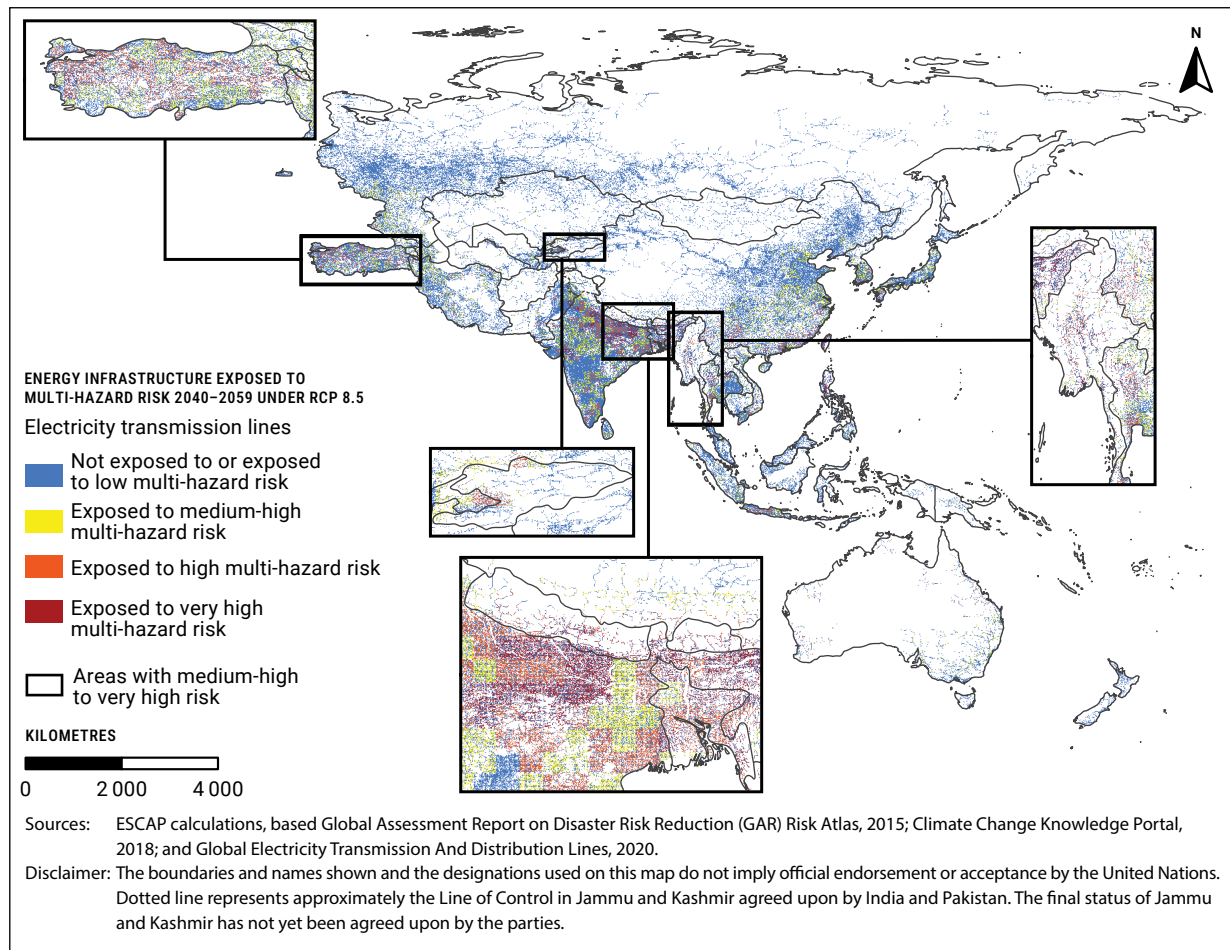 N
ENERGY INFRASTRUCTURE EXPOSED TO
MULTI-HAZARD RISK 2040–2059 UNDER RCP 8.5
Electricity transmission lines
Not exposed to or exposed
to low multi-hazard risk
Exposed to medium-high
multi-hazard risk
Exposed to high multi-hazard risk
Exposed to very high
multi-hazard risk
Areas with medium-high
to very high risk
KILOMETRES
0 2 000 4 000
Sources: ESCAP calculations, based Global Assessment Report on Disaster Risk Reduction (GAR) Risk Atlas, 2015; Climate Change Knowledge Portal,
2018; and Global Electricity Transmission And Distribution Lines, 2020.
Disclaimer: The boundaries and names shown and the designations used on this map do not imply official endorsement or acceptance by the United Nations.
Dotted line represents approximately the Line of Control in Jammu and Kashmir agreed upon by India and Pakistan. The final status of Jammu
and Kashmir has not yet been agreed upon by the parties.